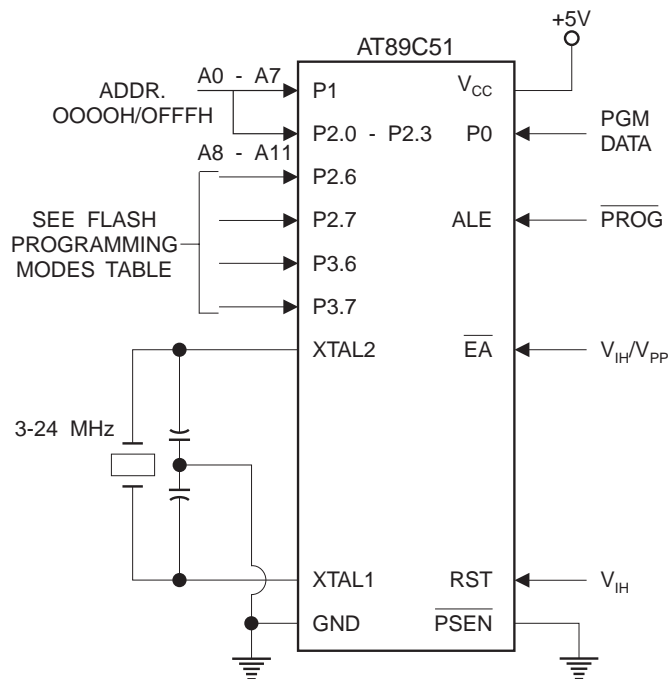 +5V
AT89C51
ADDR.
OOOOH/OFFFH
A0 - A7
P1
VCC
P2.0 - P2.3
P0
PGM
DATA
A8 - A11
P2.6
SEE FLASH
PROGRAMMING
MODES TABLE
P2.7
ALE
PROG
P3.6
P3.7
XTAL2
EA
VIH/VPP
3-24 MHz
XTAL1
RST
VIH
GND
PSEN